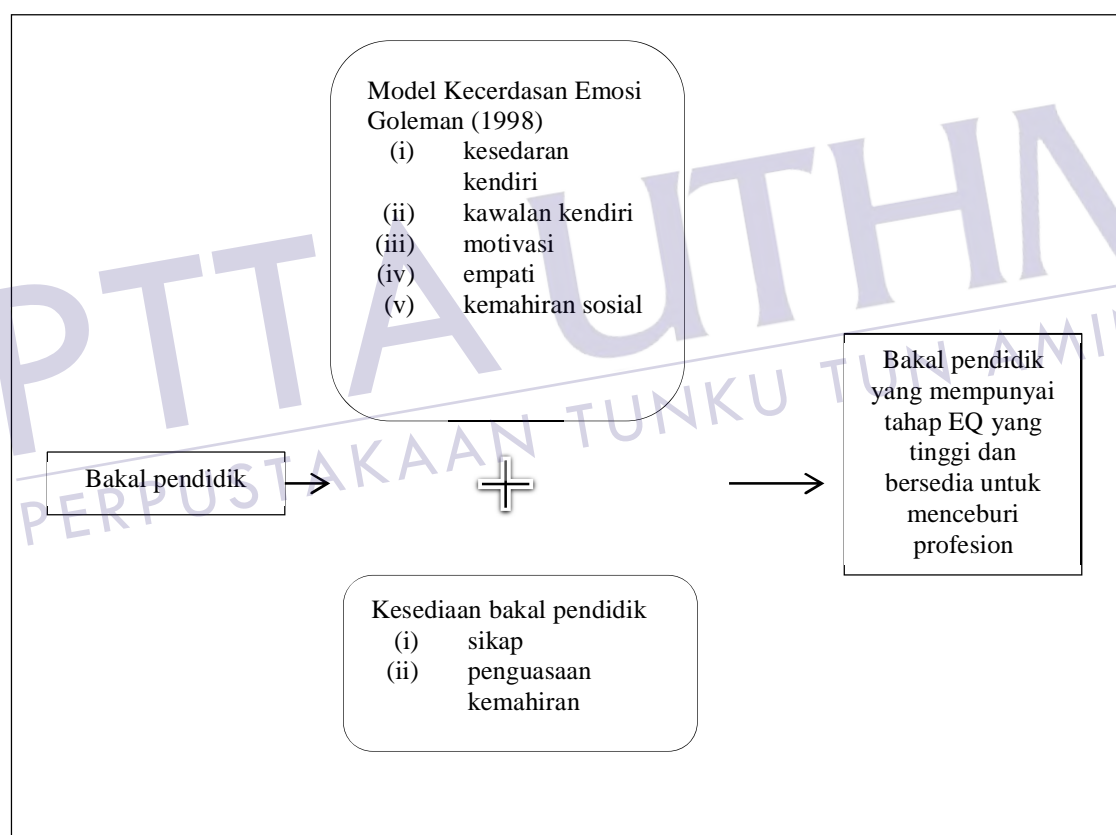 Model Kecerdasan Emosi
Goleman (1998)
(i) kesedaran
kendiri
(ii) kawalan kendiri
(iii) motivasi
(iv) empati
(v) kemahiran sosial
Bakal pendidik
Bakal pendidik
yang mempunyai
tahap EQ yang
tinggi dan
bersedia untuk
menceburi
profesion
Kesediaan bakal pendidik
(i) sikap
(ii) penguasaan
kemahiran
PTTA UTHM
PERPUSTAKAAN TUNKU TUN AMIN